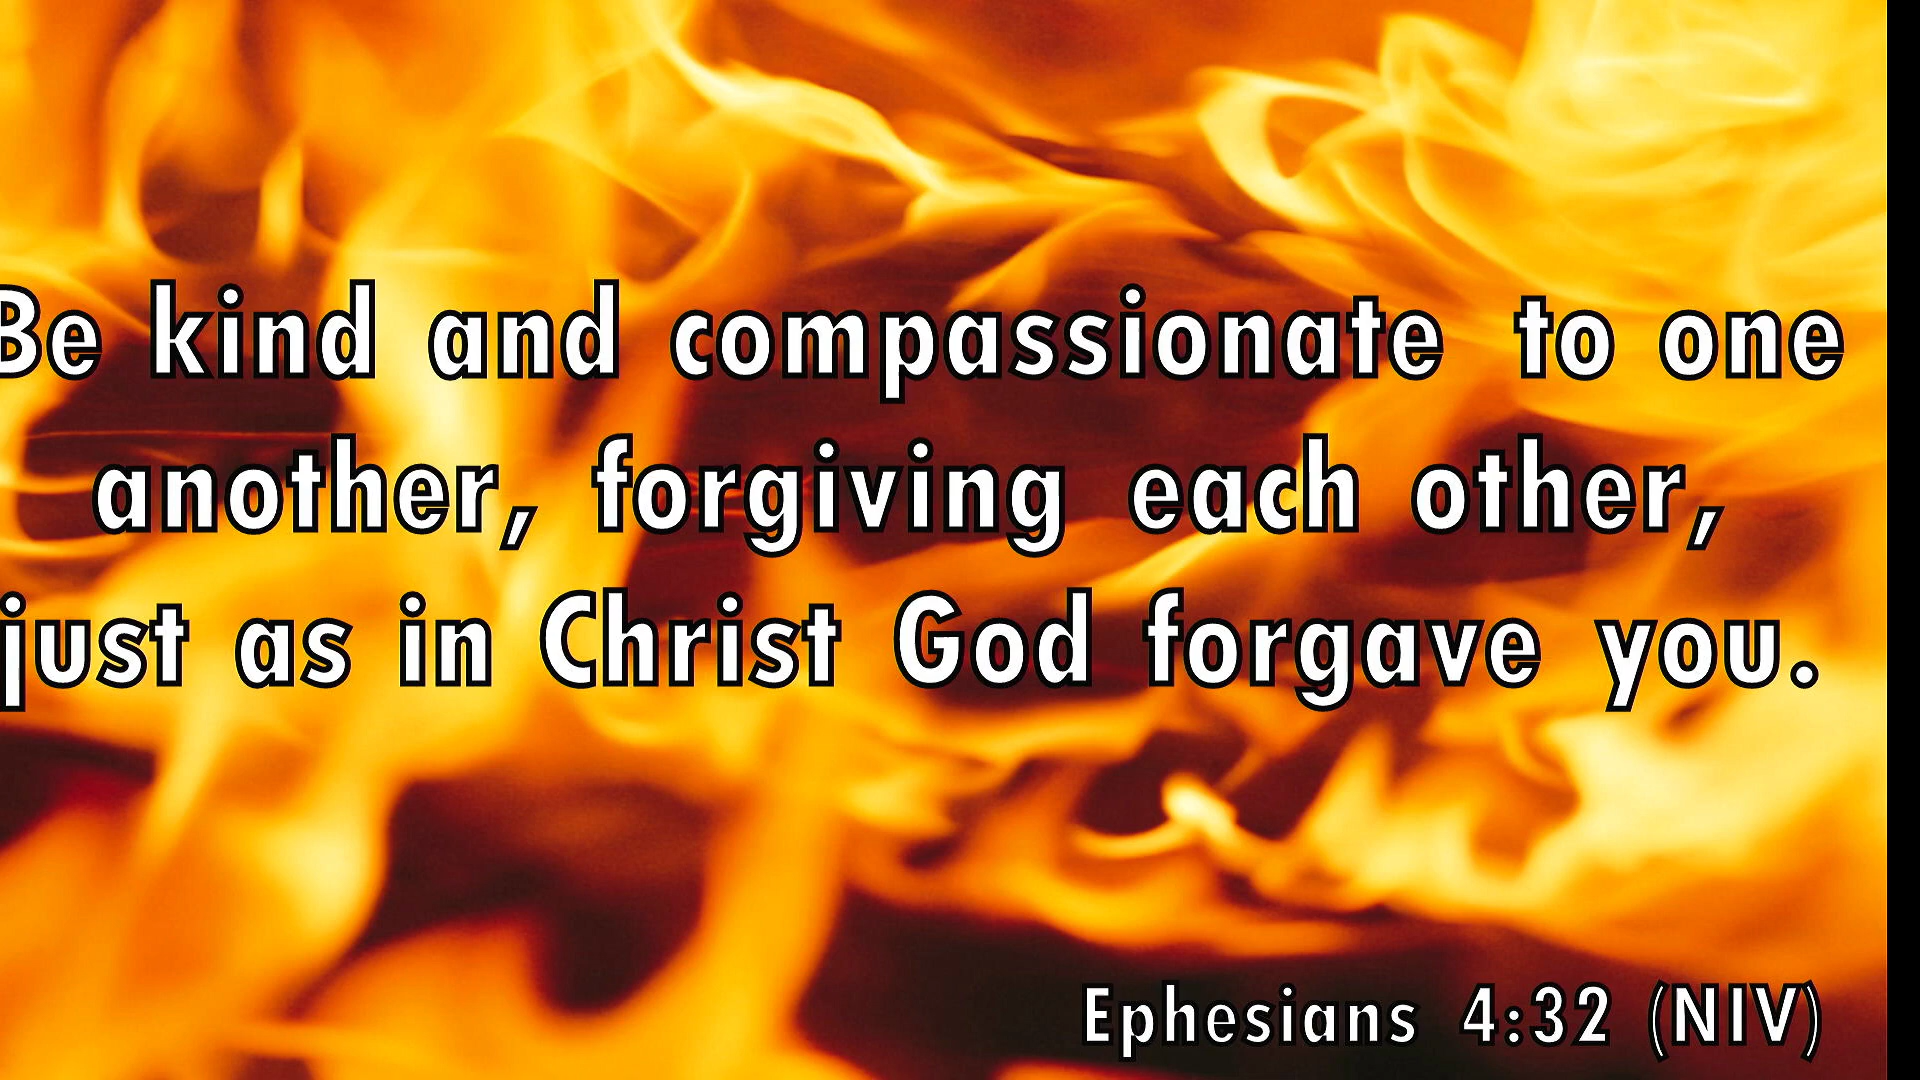 Be kind and compassionate to one
another, forgiving each other,
just as in Christ God forgave you.
Ephesians 4:32 (NIV)